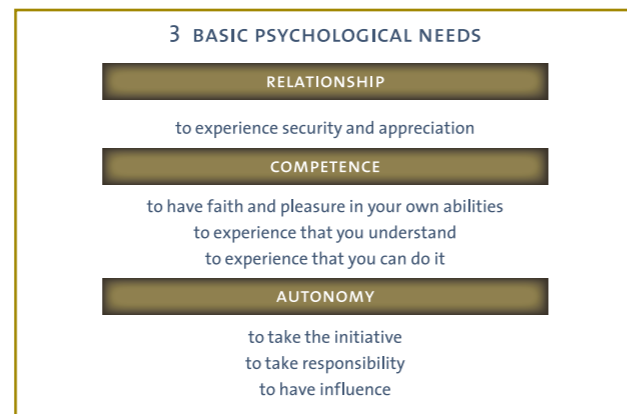 3 BASIC PSYCHOLOGICAL NEEDS
RELATIONSHIP
to experience security and appreciation
COMPETENCE
to have faith and pleasure in your own abilities
to experience that you understand
to experience that you can do it
AUTONOMY
to take the initiative
to take responsibility
to have influence